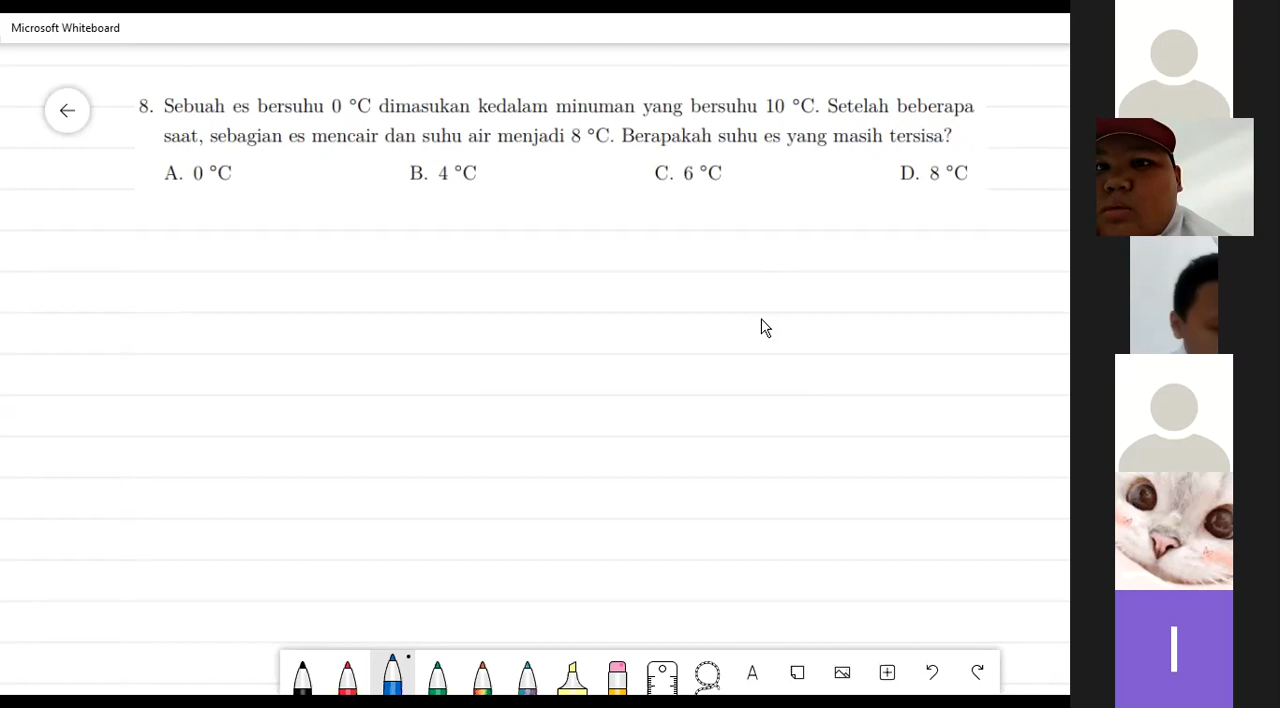 Microsoft Whiteboard
8. Sebuah es bersuhu 0 °C dimasukan kedalam minuman yang bersuhu 10 °C. Setelah beberapa
saat, sebagian es mencair dan suhu air menjadi 8 °C. Berapakah suhu es yang masih tersisa?
A. 0 °C B. 4 °C C. 6 °C D. 8 °C
A
I